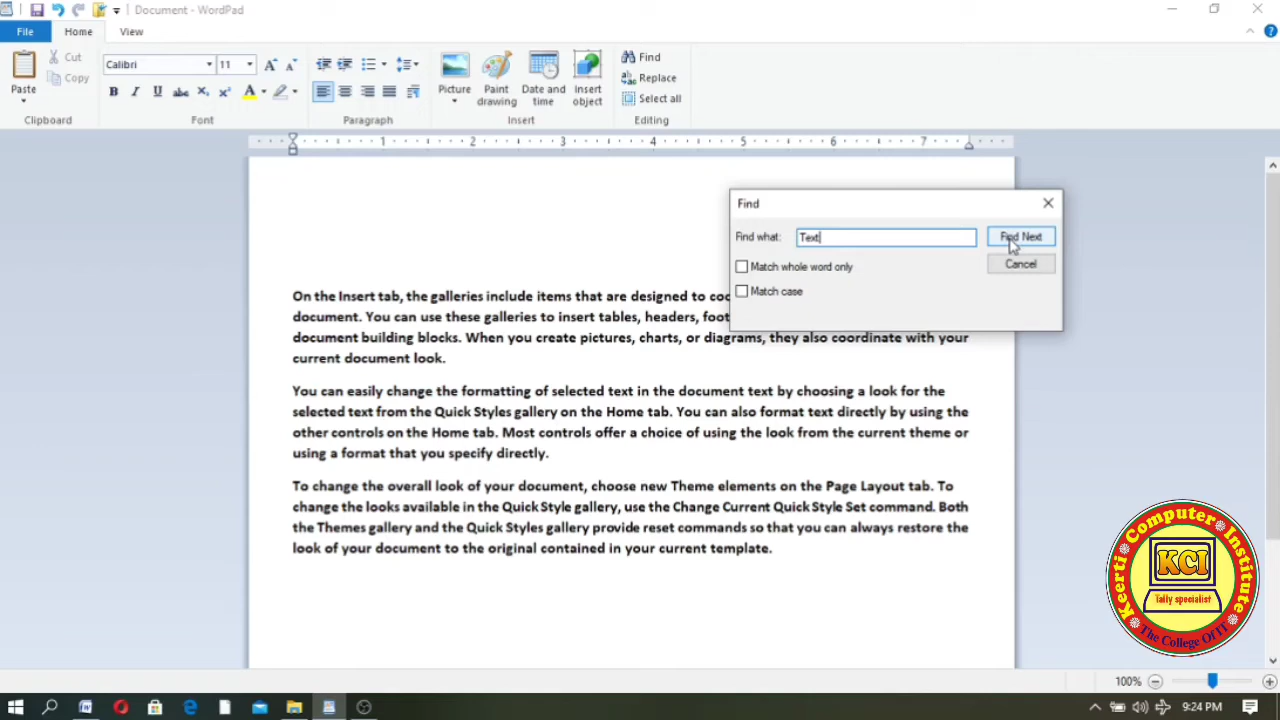 Document - WordPad
File
Home
View
Paste
Cut
Copy
Clipboard
Calibri
11
Font
Paragraph
Picture
Paint drawing
Date and time
Insert object
Insert
Find
Replace
Select all
Editing
1 2 3 4 5 6 7
Find
Find what: Text
Find Next
Match whole word only
Cancel
Match case
On the Insert tab, the galleries include items that are designed to coo
document. You can use these galleries to insert tables, headers, foot
document building blocks. When you create pictures, charts, or diagrams, they also coordinate with your
current document look.
You can easily change the formatting of selected text in the document text by choosing a look for the
selected text from the Quick Styles gallery on the Home tab. You can also format text directly by using the
other controls on the Home tab. Most controls offer a choice of using the look from the current theme or
using a format that you specify directly.
To change the overall look of your document, choose new Theme elements on the Page Layout tab. To
change the looks available in the Quick Style gallery, use the Change Current Quick Style Set command. Both
the Themes gallery and the Quick Styles gallery provide reset commands so that you can always restore the
look of your document to the original contained in your current template.
Keerti Computer Institute
KCI
Tally specialist
The College Of IT
100%
9:24 PM